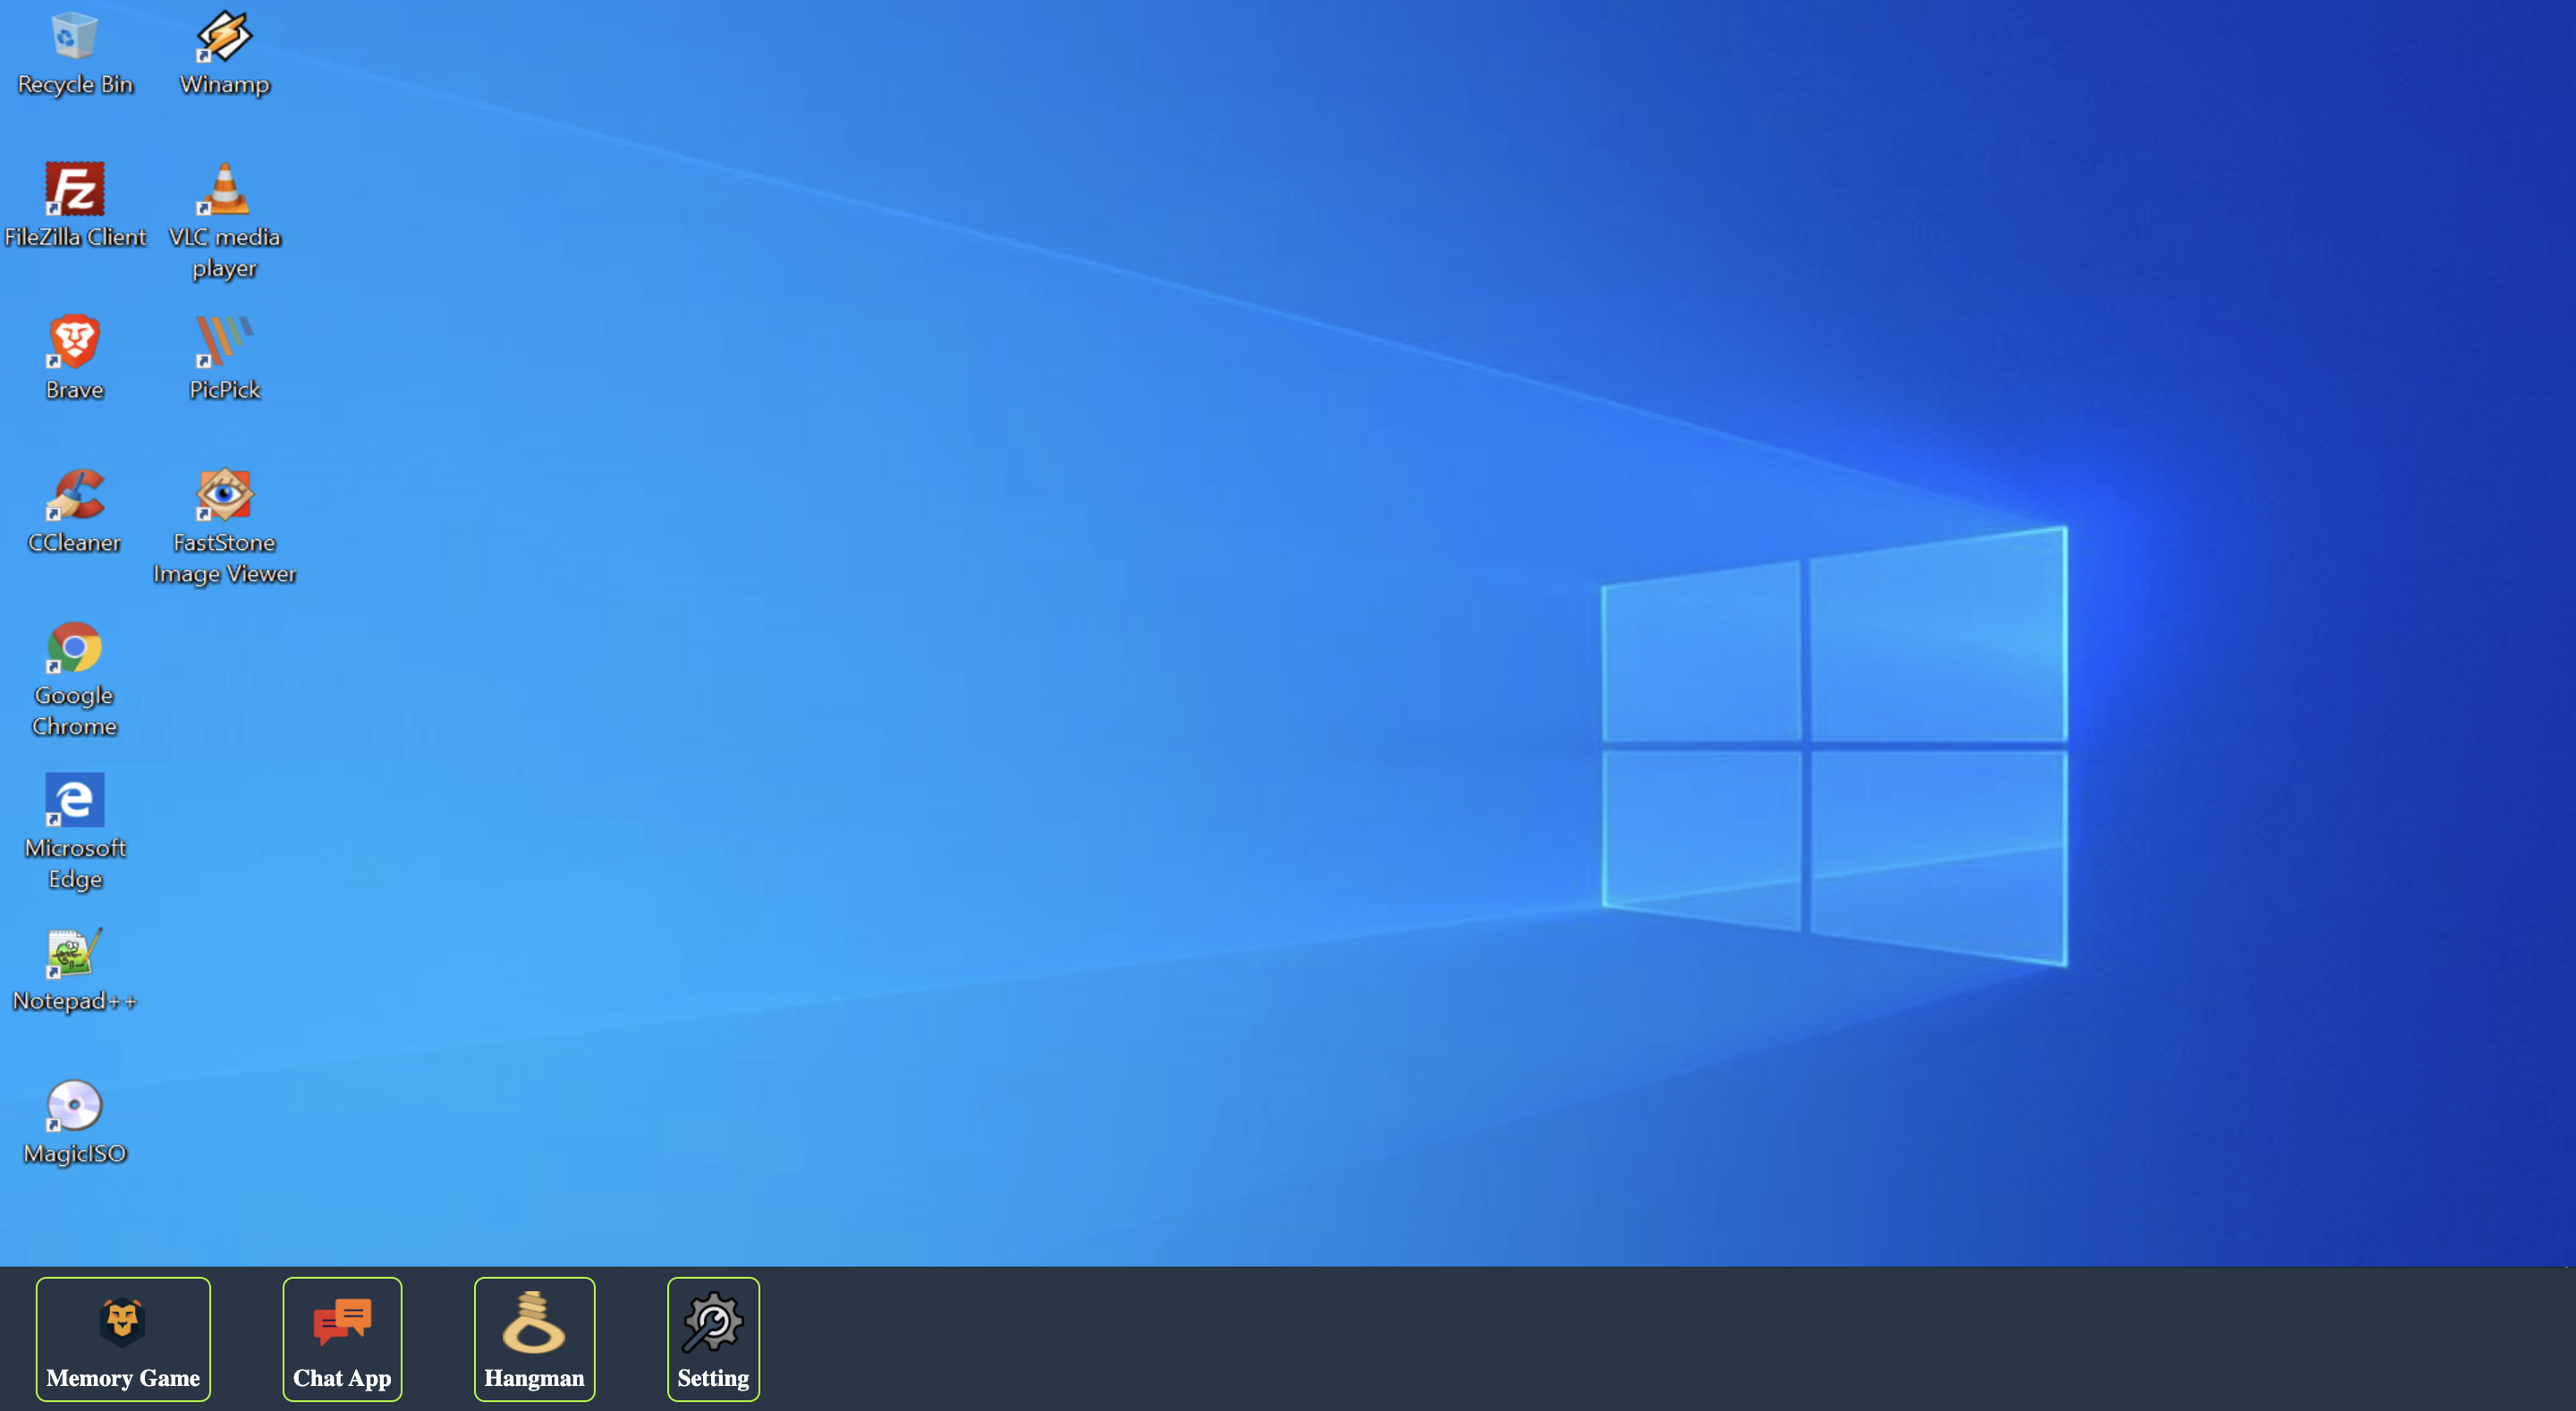 Recycle Bin
Winamp
FileZilla Client
VLC media
player
Brave
PicPick
CCleaner
FastStone
Image Viewer
Google
Chrome
Microsoft
Edge
Notepad++
MagicISO
Memory Game
Chat App
Hangman
Setting